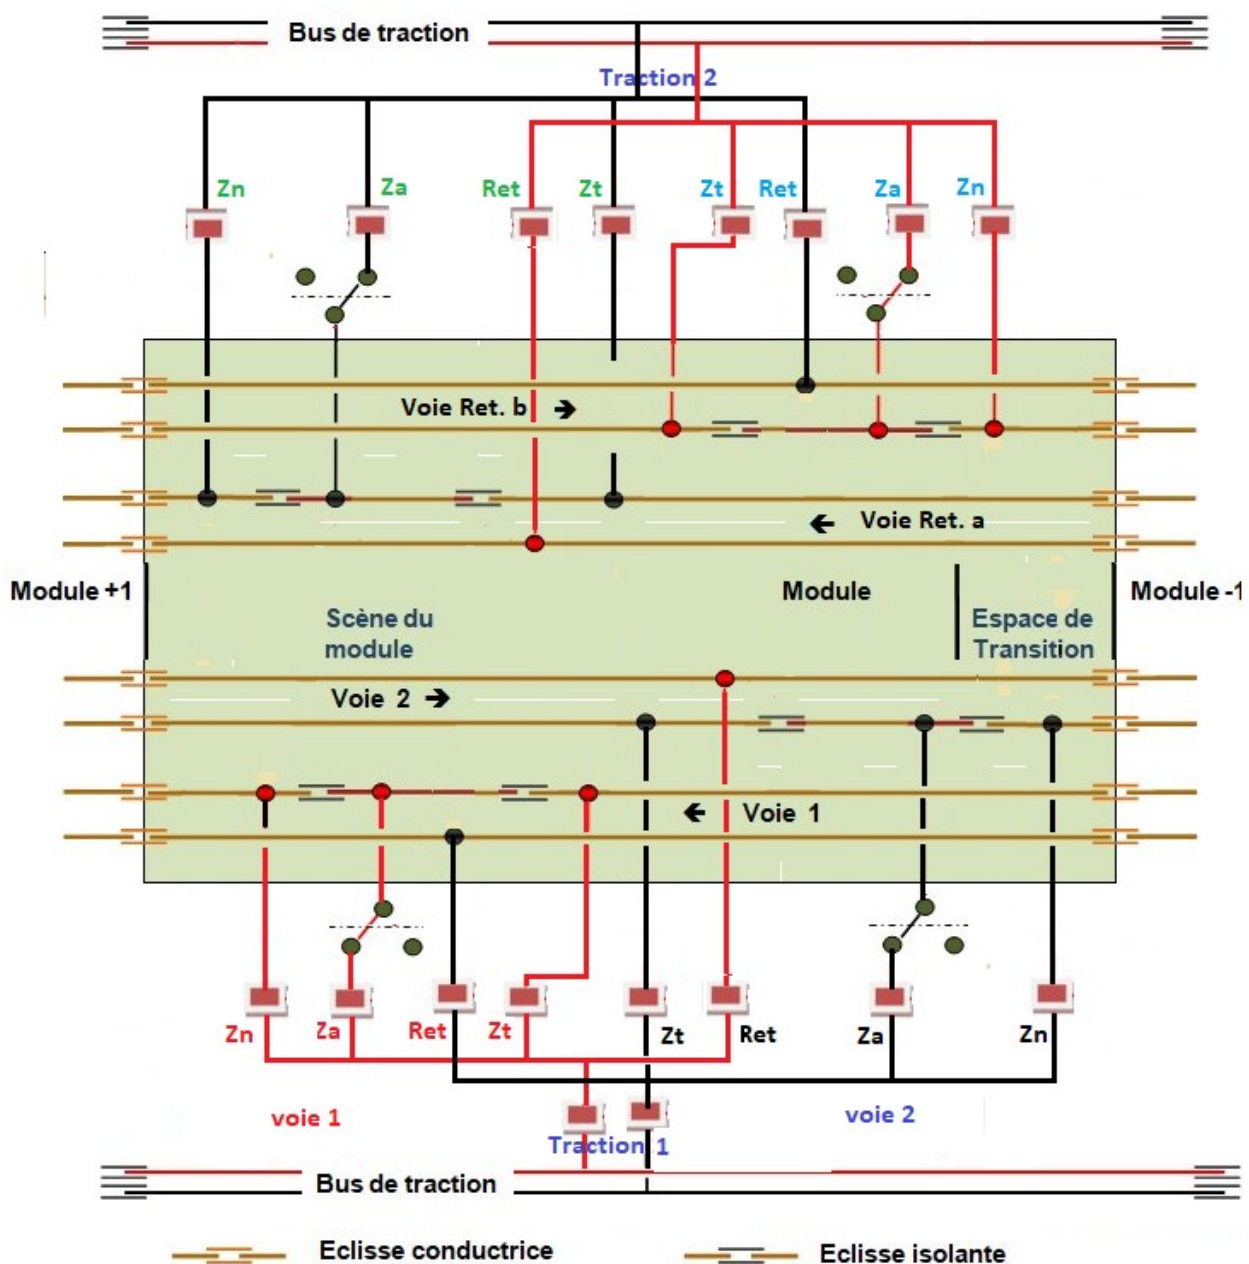 Bus de traction
Traction 2
Zn
Za
Ret
Zt
Zt
Ret
Za
Zn
Voie Ret. b
Voie Ret. a
Module +1
Module
Module -1
Scène du
module
Espace de
Transition
Voie 2
Voie 1
Zn
Za
Ret
Zt
Zt
Ret
Za
Zn
voie 1
voie 2
Traction 1
Bus de traction
Eclisse conductrice
Eclisse isolante